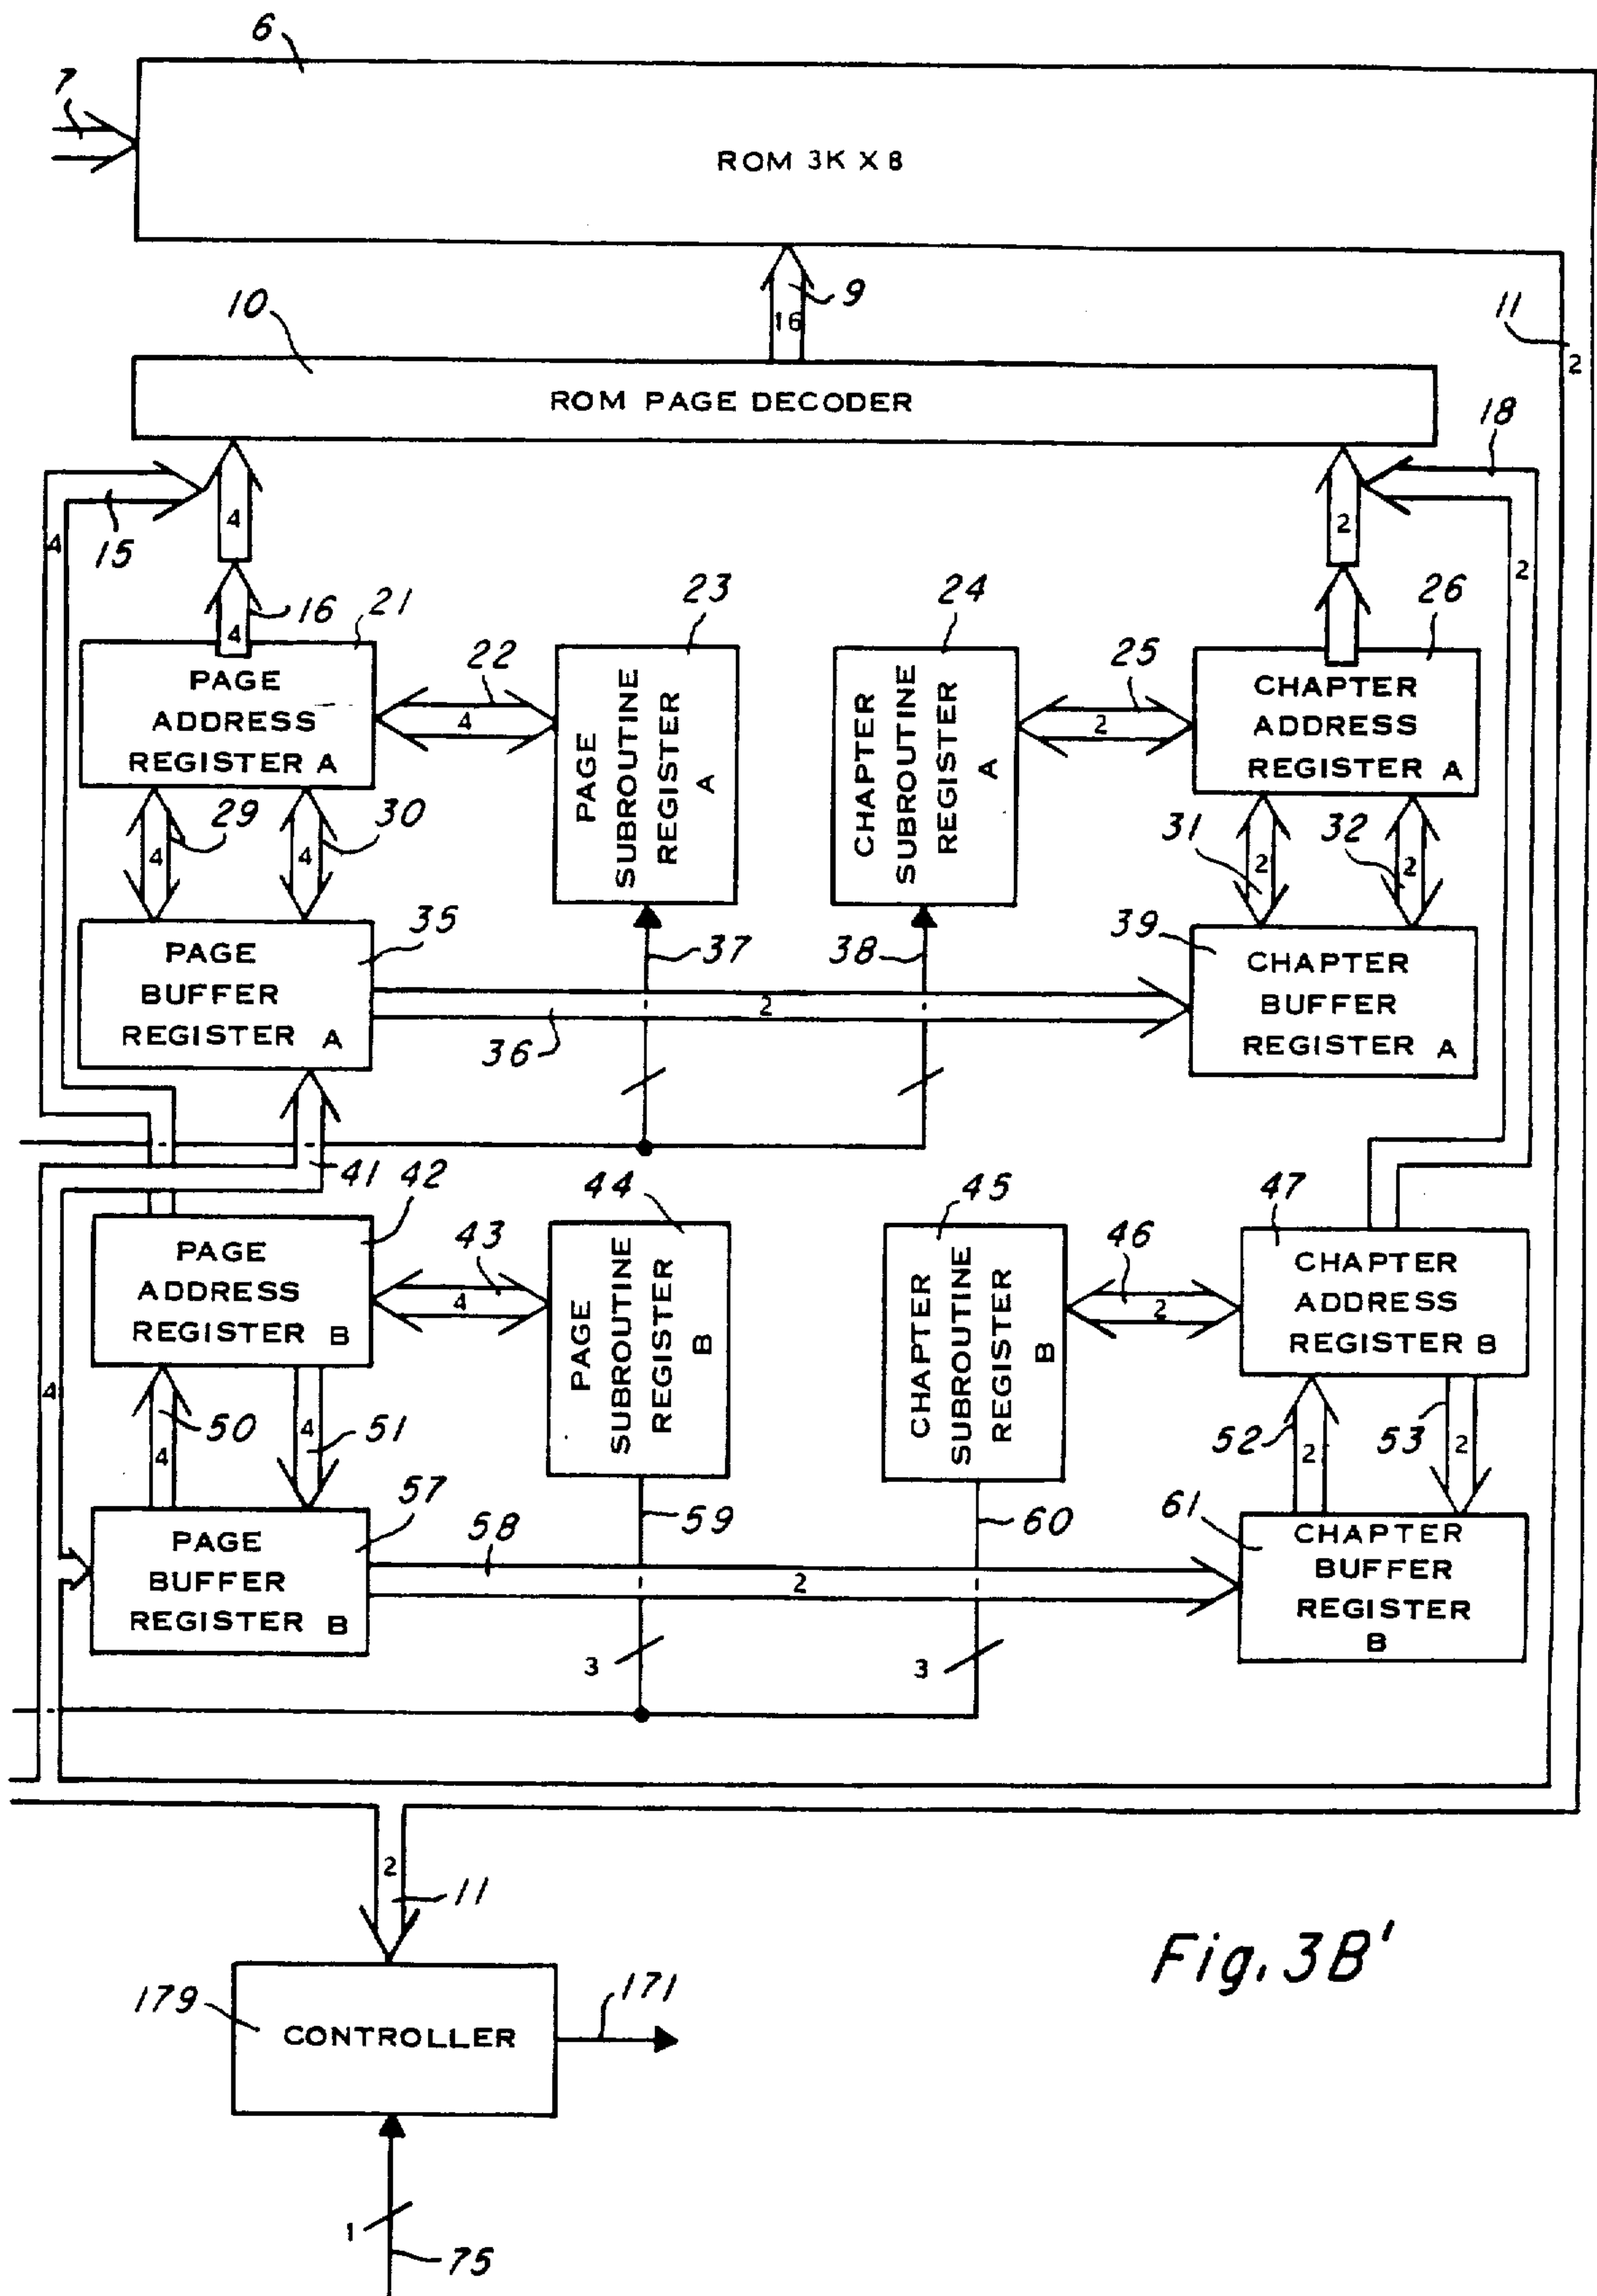 6
7
ROM 3K X 8
9
16
10
11
2
ROM PAGE DECODER
18
15
4
4
2
2
16
4
21
PAGE
ADDRESS
REGISTER A
22
4
23
PAGE
SUBROUTINE
REGISTER
A
24
CHAPTER
SUBROUTINE
REGISTER
A
25
2
26
CHAPTER
ADDRESS
REGISTER A
29
4
30
4
31
2
32
2
35
PAGE
BUFFER
REGISTER A
36
2
37
38
39
CHAPTER
BUFFER
REGISTER A
41
42
PAGE
ADDRESS
REGISTER B
43
4
44
PAGE
SUBROUTINE
REGISTER
B
45
CHAPTER
SUBROUTINE
REGISTER
B
46
2
47
CHAPTER
ADDRESS
REGISTER B
4
50
4
51
4
52
2
53
2
57
PAGE
BUFFER
REGISTER B
58
2
59
3
60
3
61
CHAPTER
BUFFER
REGISTER
B
2
11
179
CONTROLLER
171
1
75
Fig. 3B'